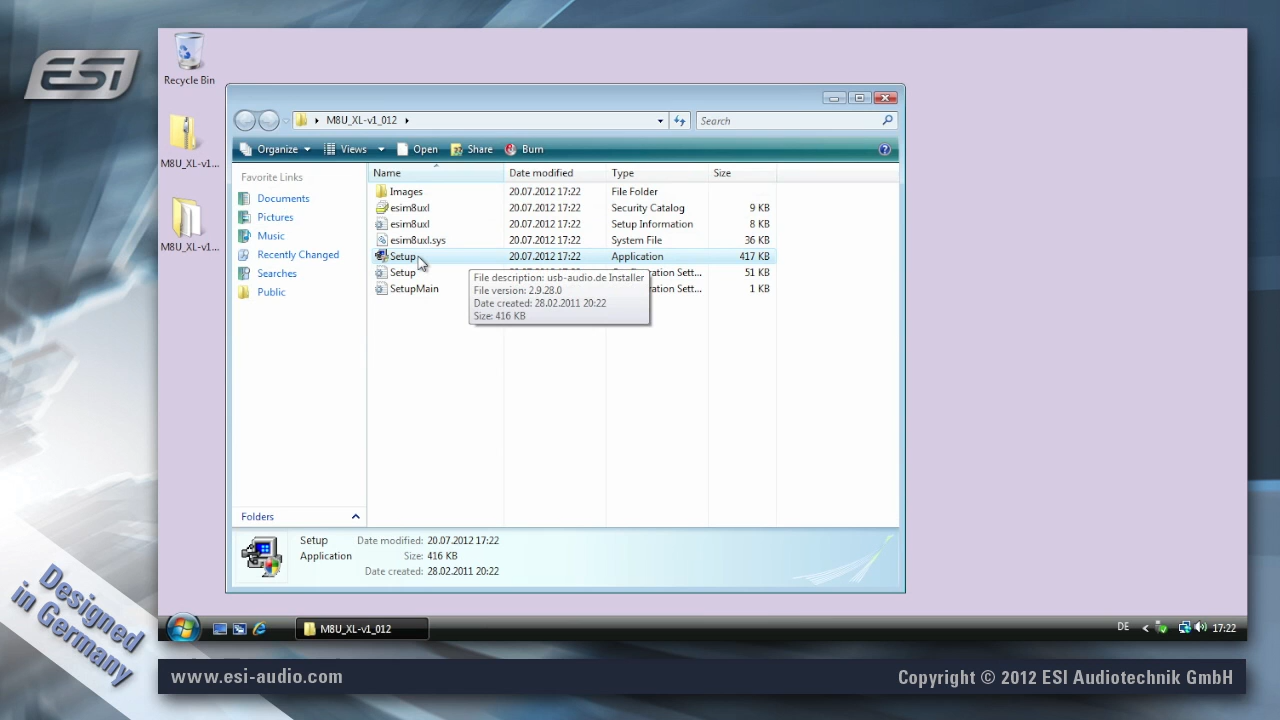 ESI
Recycle Bin
M8U_XL-v1...
M8U_XL-v1...
M8U_XL-v1_012
Search
Organize Views Open Share Burn
Favorite Links
Documents
Pictures
Music
Recently Changed
Searches
Public
Folders
Name Date modified Type Size
Images 20.07.2012 17:22 File Folder
esim8uxl 20.07.2012 17:22 Security Catalog 9 KB
esim8uxl 20.07.2012 17:22 Setup Information 8 KB
esim8uxl.sys 20.07.2012 17:22 System File 36 KB
Setup 20.07.2012 17:22 Application 417 KB
Setup 51 KB
SetupMain 1 KB
File description: usb-audio.de Installer
File version: 2.9.28.0
Date created: 28.02.2011 20:22
Size: 416 KB
Setup Date modified: 20.07.2012 17:22
Application Size: 416 KB
Date created: 28.02.2011 20:22
M8U_XL-v1_012
DE
17:22
Designed
in Germany
www.esi-audio.com
Copyright © 2012 ESI Audiotechnik GmbH